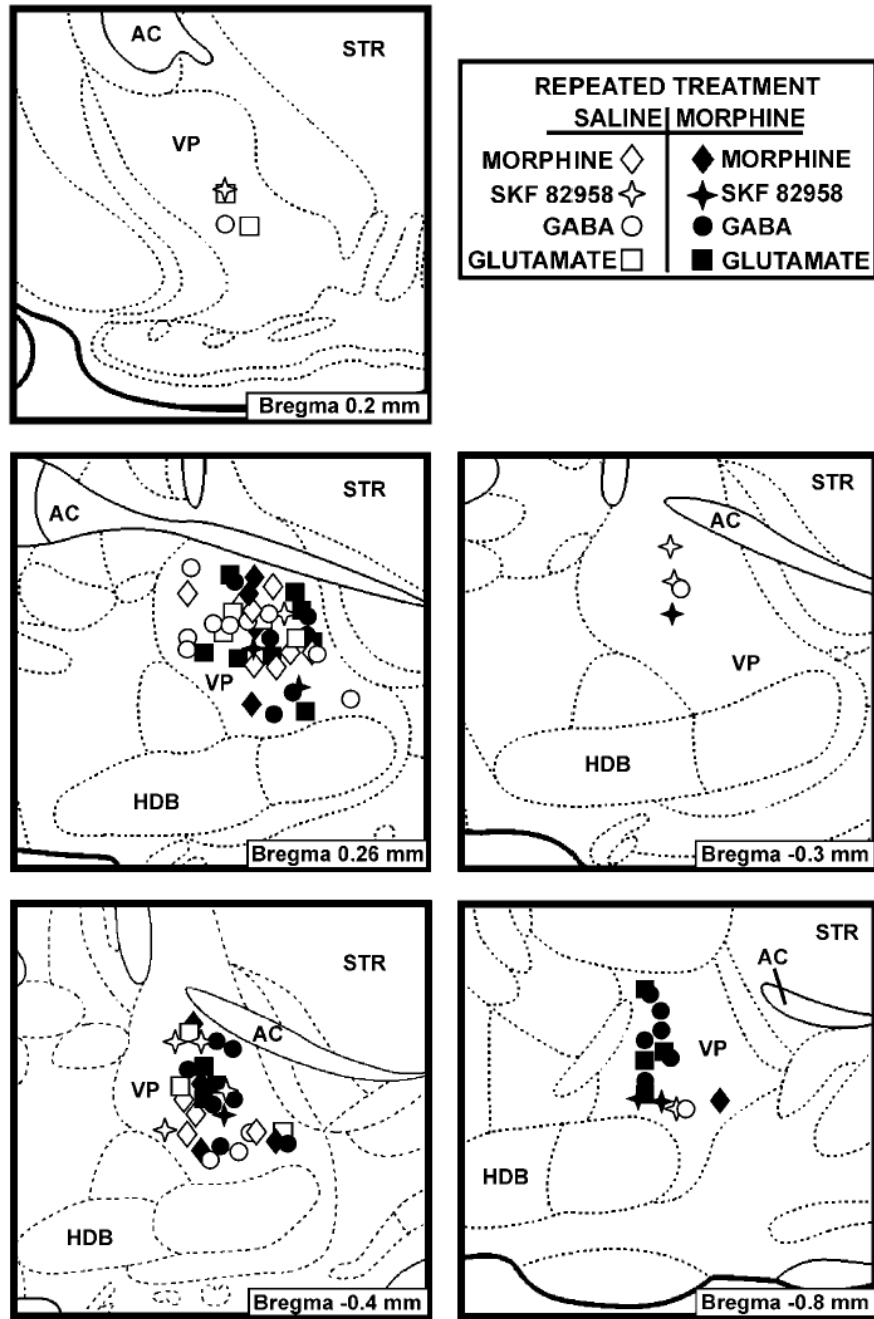 AC
STR
VP
Bregma 0.2 mm
REPEATED TREATMENT
SALINE MORPHINE
MORPHINE MORPHINE
SKF 82958 SKF 82958
GABA GABA
GLUTAMATE GLUTAMATE
STR
AC
VP
HDB
Bregma 0.26 mm
STR
AC
VP
HDB
Bregma -0.3 mm
STR
AC
VP
HDB
Bregma -0.4 mm
STR
AC
VP
HDB
Bregma -0.8 mm